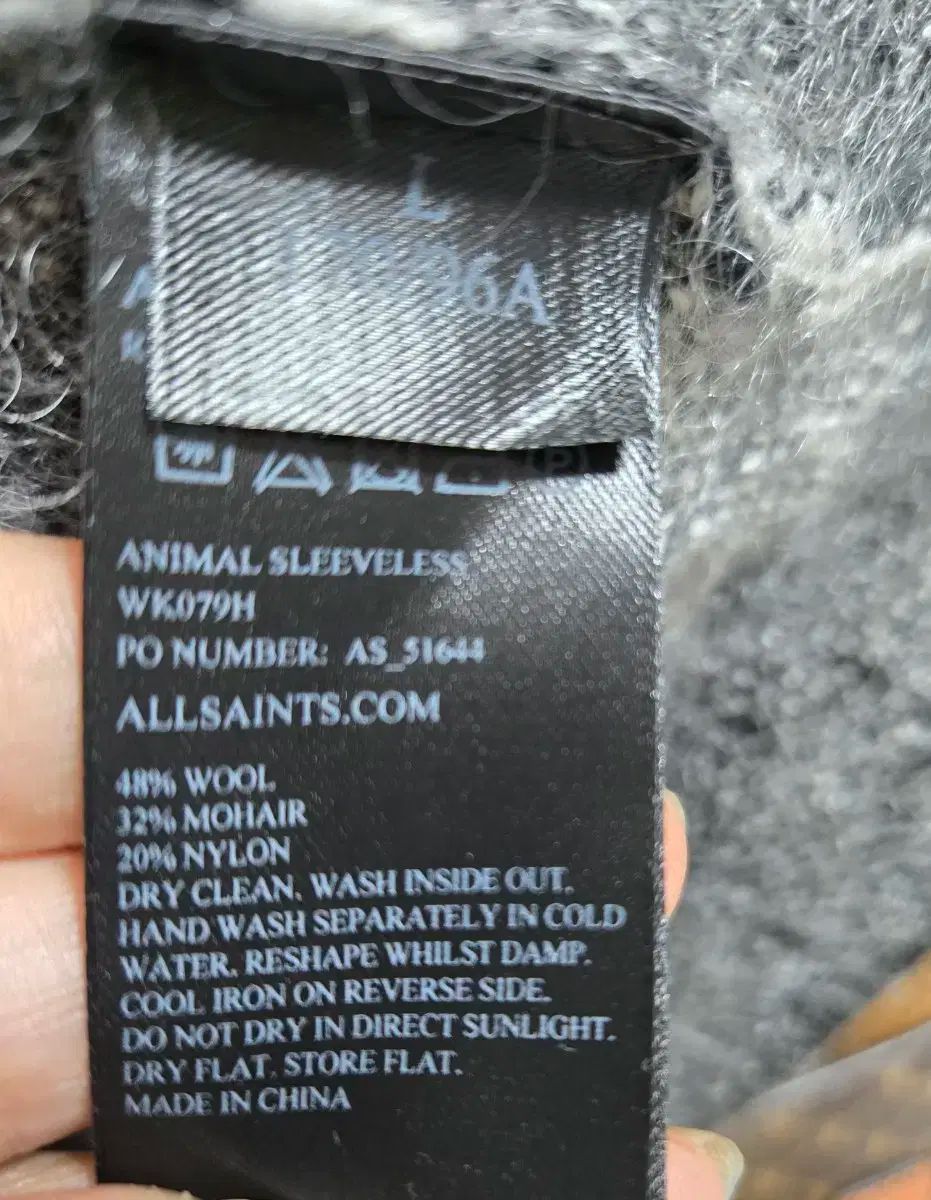 L
ANIMAL SLEEVELESS
WK079H
PO NUMBER: AS_51644
ALLSAINTS.COM
48% WOOL
32% MOHAIR
20% NYLON
DRY CLEAN. WASH INSIDE OUT.
HAND WASH SEPARATELY IN COLD
WATER. RESHAPE WHILST DAMP.
COOL IRON ON REVERSE SIDE.
DO NOT DRY IN DIRECT SUNLIGHT.
DRY FLAT. STORE FLAT.
MADE IN CHINA